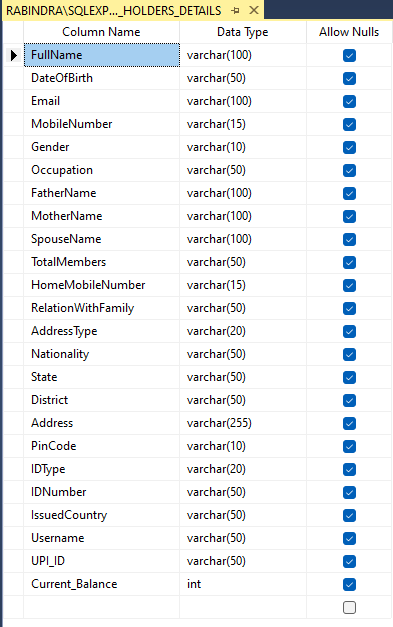 RABINDRA\SQLEXP..._HOLDERS_DETAILS
Column Name Data Type Allow Nulls
FullName varchar(100)
DateOfBirth varchar(50)
Email varchar(100)
MobileNumber varchar(15)
Gender varchar(10)
Occupation varchar(50)
FatherName varchar(100)
MotherName varchar(100)
SpouseName varchar(100)
TotalMembers varchar(50)
HomeMobileNumber varchar(15)
RelationWithFamily varchar(50)
AddressType varchar(20)
Nationality varchar(50)
State varchar(50)
District varchar(50)
Address varchar(255)
PinCode varchar(10)
IDType varchar(20)
IDNumber varchar(50)
IssuedCountry varchar(50)
Username varchar(50)
UPI_ID varchar(50)
Current_Balance int